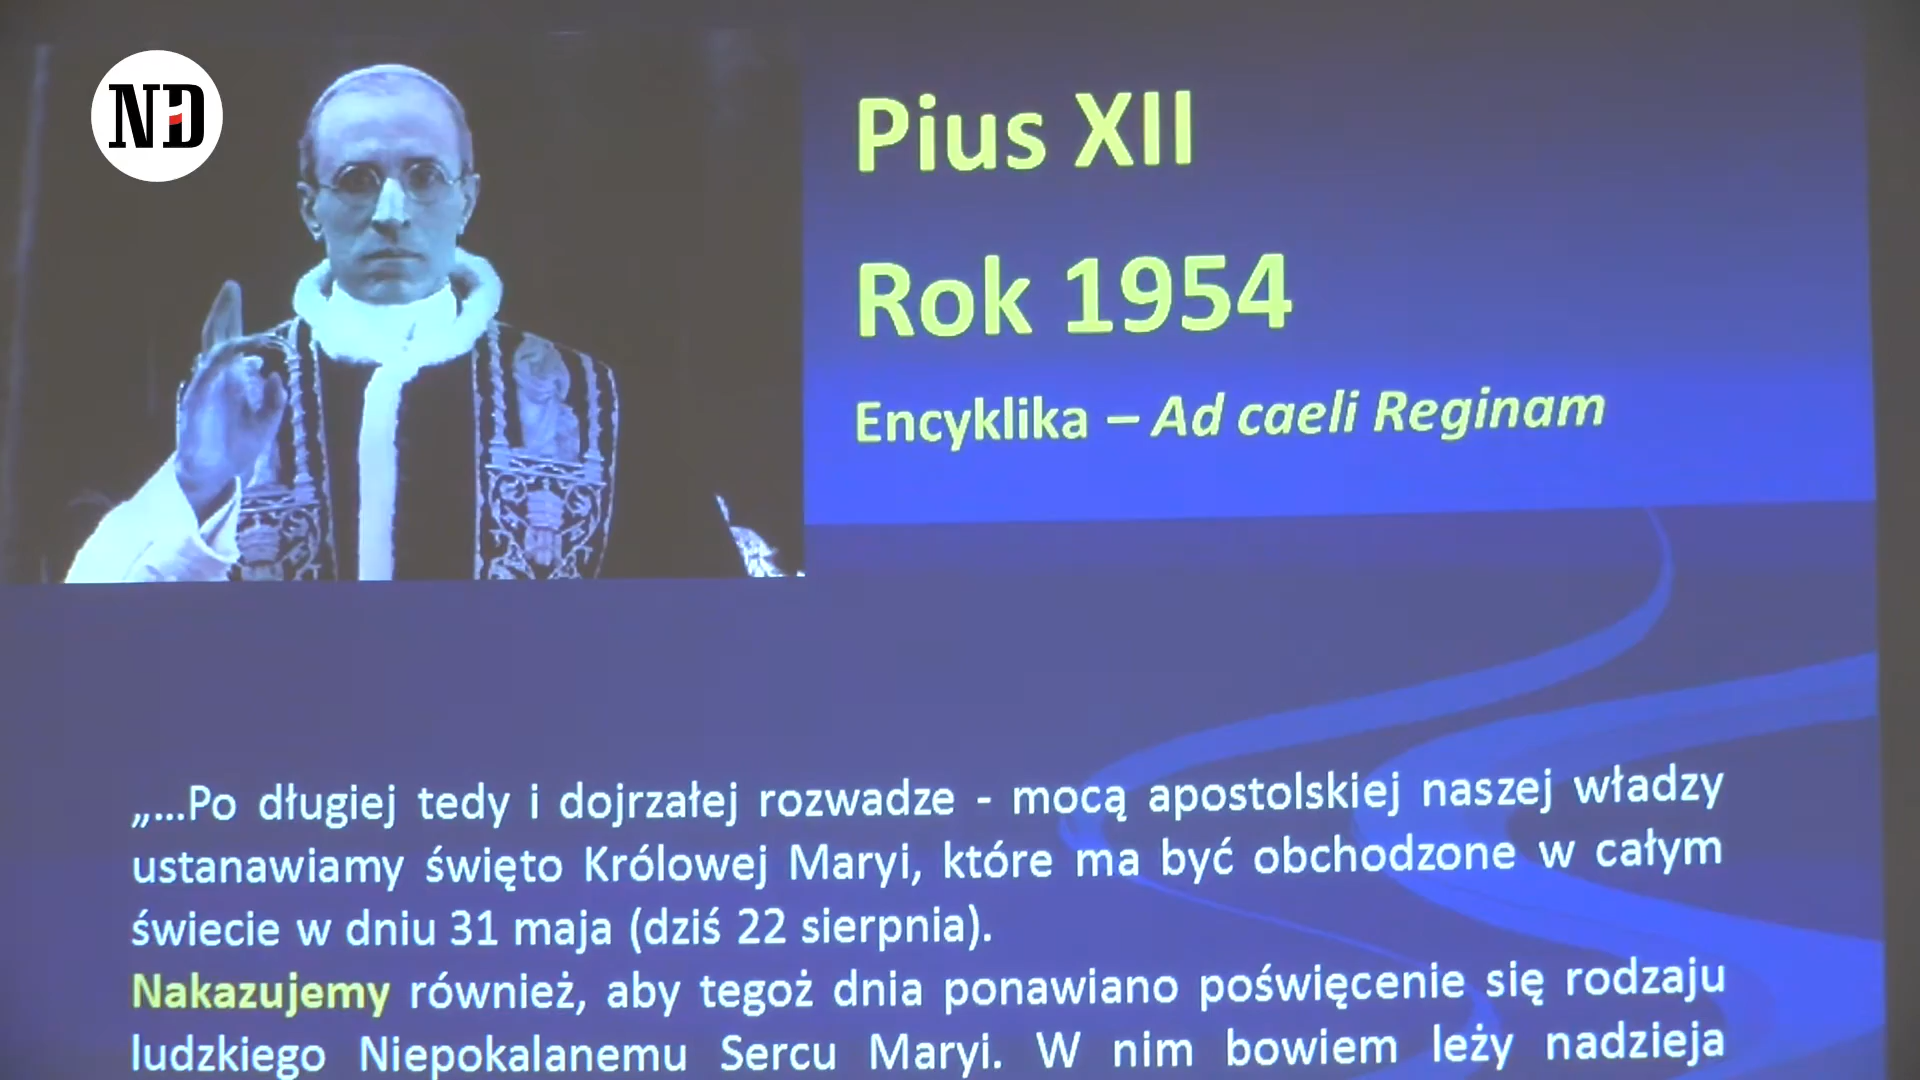 ND
Pius XII
Rok 1954
Encyklika – Ad caeli Reginam
„...Po długiej tedy i dojrzałej rozwadze - mocą apostolskiej naszej władzy
ustanawiamy święto Królowej Maryi, które ma być obchodzone w całym
świecie w dniu 31 maja (dziś 22 sierpnia).
Nakazujemy również, aby tegoż dnia ponawiano poświęcenie się rodzaju
ludzkiego Niepokalanemu Sercu Maryi. W nim bowiem leży nadzieja